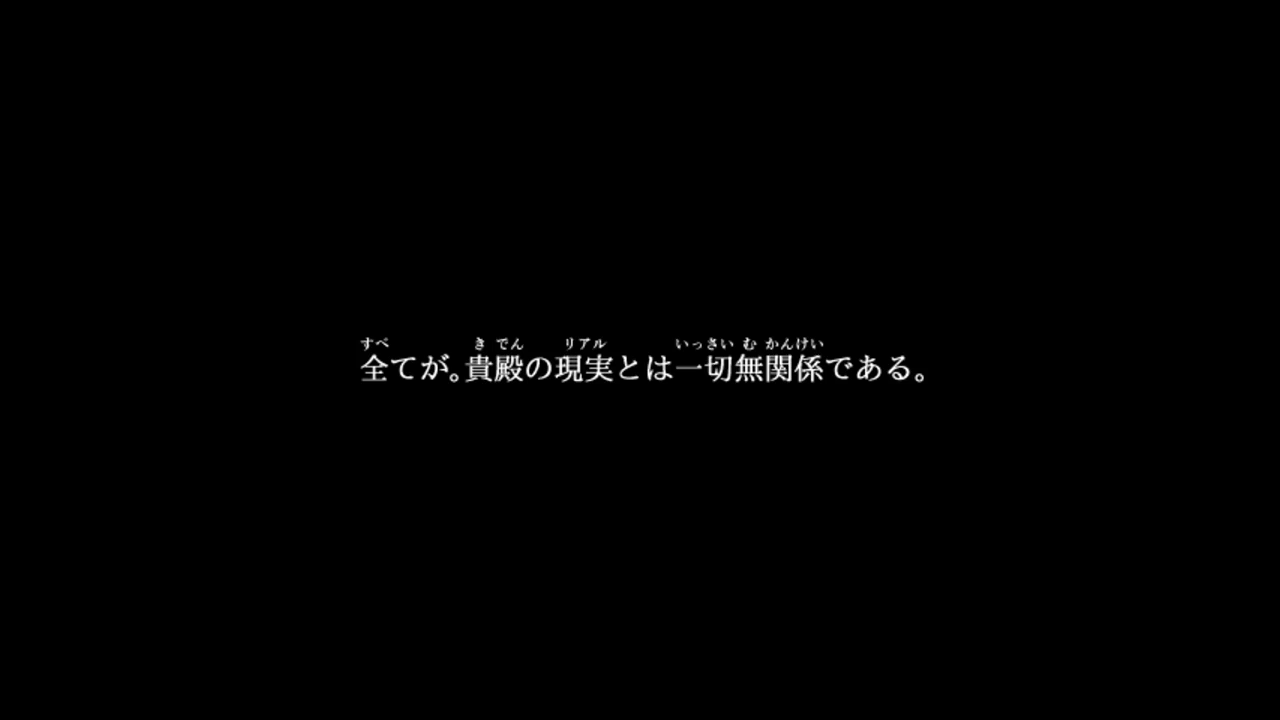 すべ き でん リアル いっさい む かんけい
全てが。貴殿の現実とは一切無関係である。